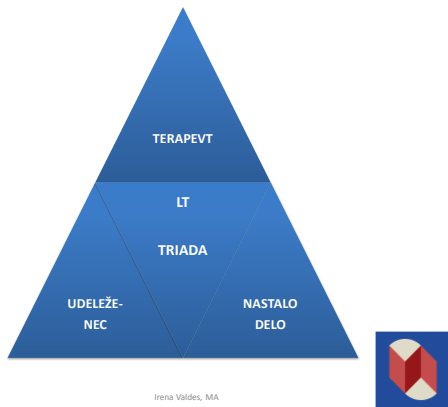 TERAPEVT
LT
TRIADA
UDELEŽE-
NEC
NASTALO
DELO
Irena Valdes, MA